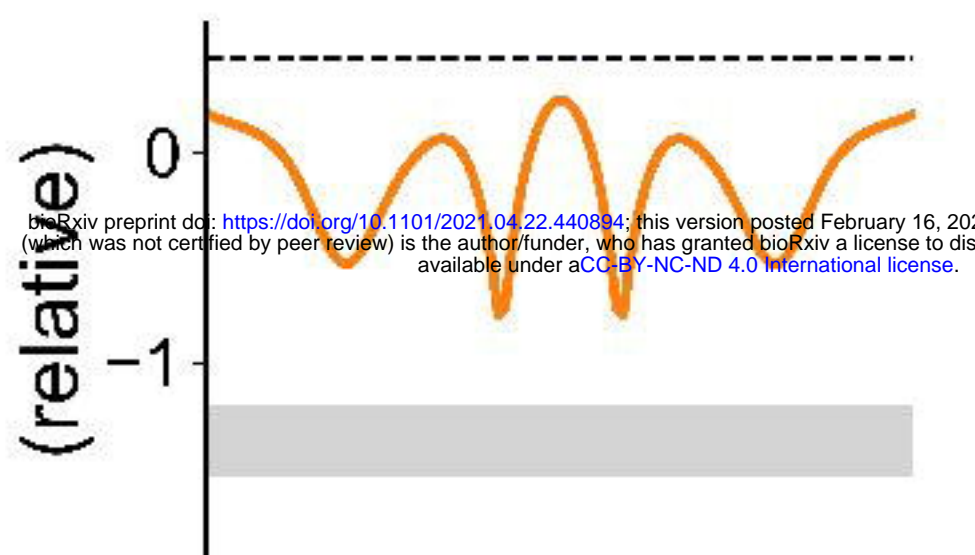 (relative)
0
−1
bioRxiv preprint doi: https://doi.org/10.1101/2021.04.22.440894; this version posted February 16, 202
(which was not certified by peer review) is the author/funder, who has granted bioRxiv a license to dis
available under aCC-BY-NC-ND 4.0 International license.